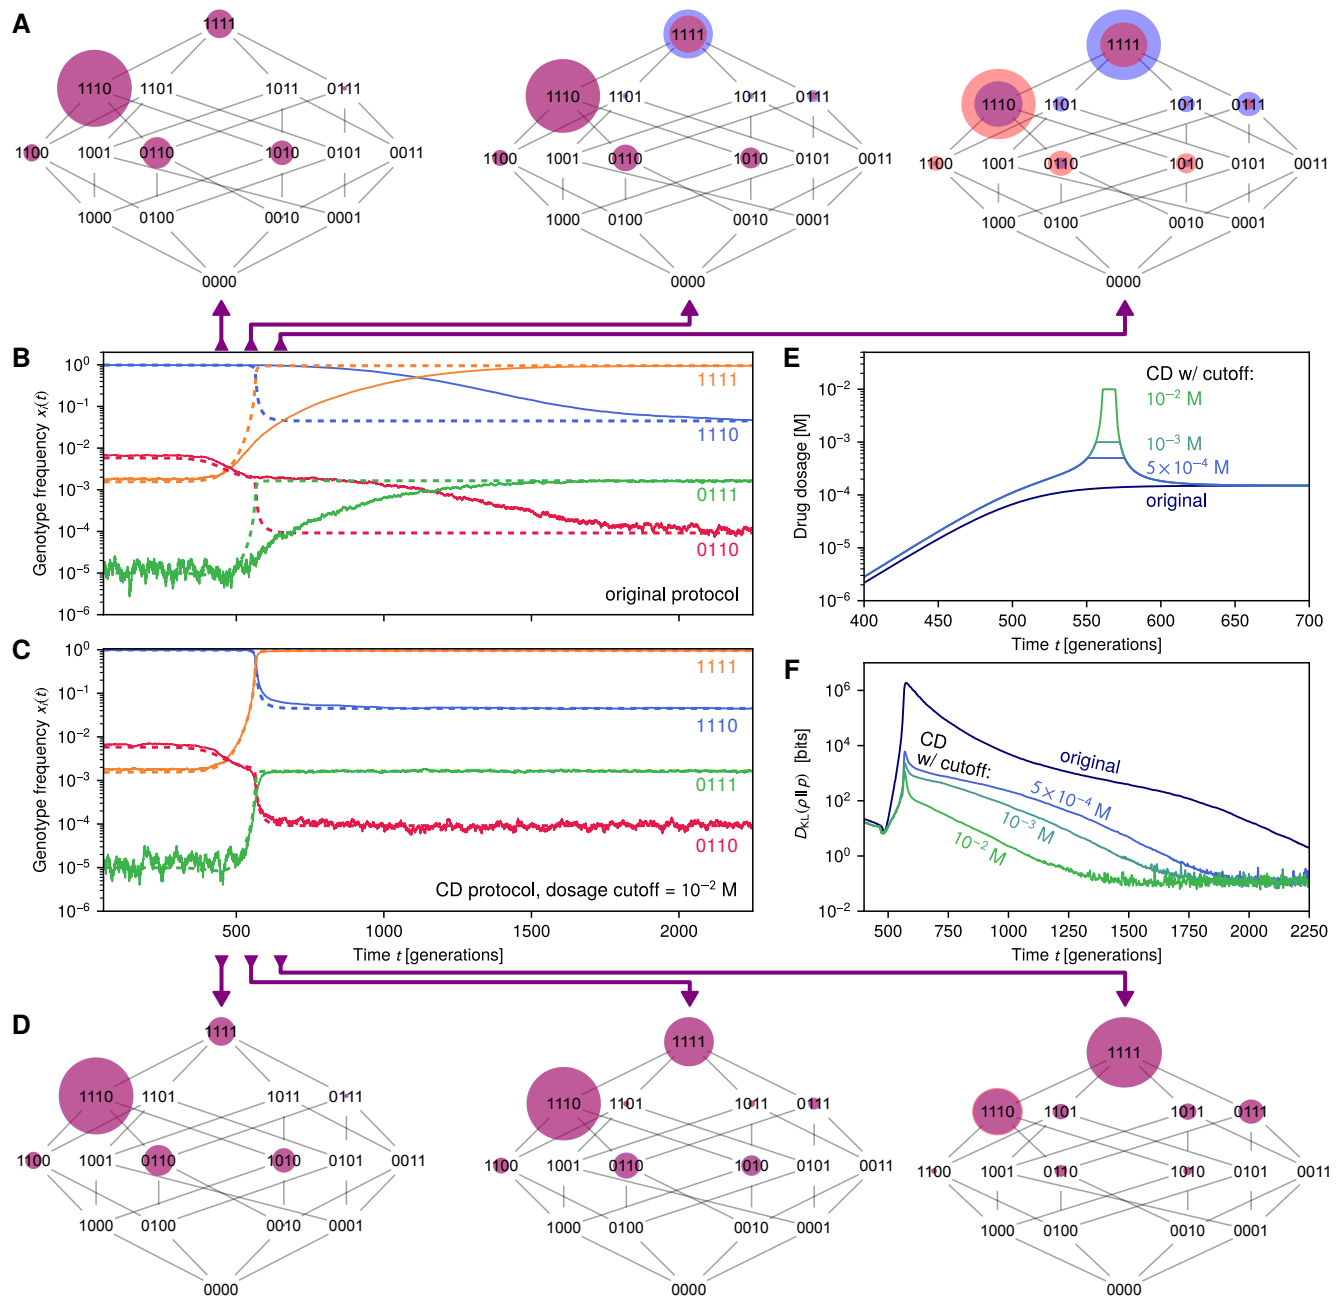 A
1111 1111 1111
1110 1101 1011 0111 1110 1101 1011 0111 1110 1101 1011 0111
1100 1001 0110 1010 0101 0011 1100 1001 0110 1010 0101 0011 1100 1001 0110 1010 0101 0011
1000 0100 0010 0001 1000 0100 0010 0001 1000 0100 0010 0001
0000 0000 0000
B
Genotype frequency xᵢ(t)
10⁰
10⁻¹
10⁻²
10⁻³
10⁻⁴
10⁻⁵
10⁻⁶
1111
1110
0111
0110
original protocol
E
Drug dosage [M]
10⁻²
10⁻³
10⁻⁴
10⁻⁵
10⁻⁶
CD w/ cutoff:
10⁻² M
10⁻³ M
5×10⁻⁴ M
original
400 450 500 550 600 650 700
Time t [generations]
C
Genotype frequency xᵢ(t)
10⁰
10⁻¹
10⁻²
10⁻³
10⁻⁴
10⁻⁵
10⁻⁶
1111
1110
0111
0110
CD protocol, dosage cutoff = 10⁻² M
500 1000 1500 2000
Time t [generations]
F
D_KL(ρ‖p) [bits]
10⁶
10⁴
10²
10⁰
10⁻²
CD
w/ cutoff:
original
5×10⁻⁴ M
10⁻³ M
10⁻² M
500 750 1000 1250 1500 1750 2000 2250
Time t [generations]
D
1111 1111 1111
1110 1101 1011 0111 1110 1101 1011 0111 1110 1101 1011 0111
1100 1001 0110 1010 0101 0011 1100 1001 0110 1010 0101 0011 1100 1001 0110 1010 0101 0011
1000 0100 0010 0001 1000 0100 0010 0001 1000 0100 0010 0001
0000 0000 0000